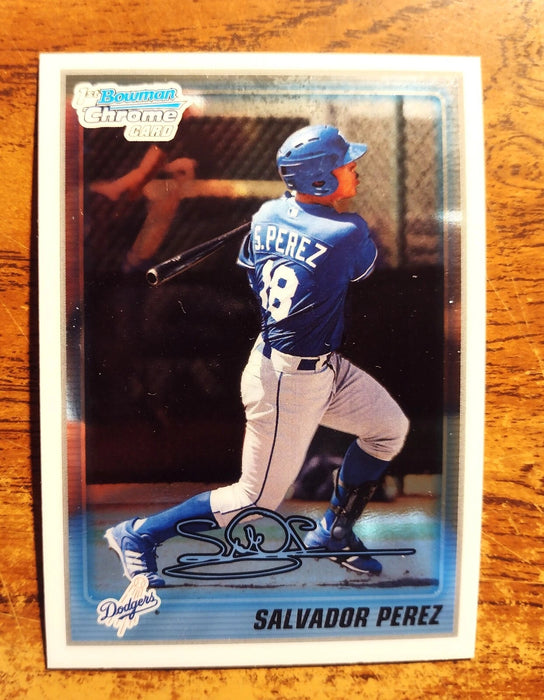 1st Bowman
Chrome
CARD
S. PEREZ
18
Dodgers
SALVADOR PEREZ